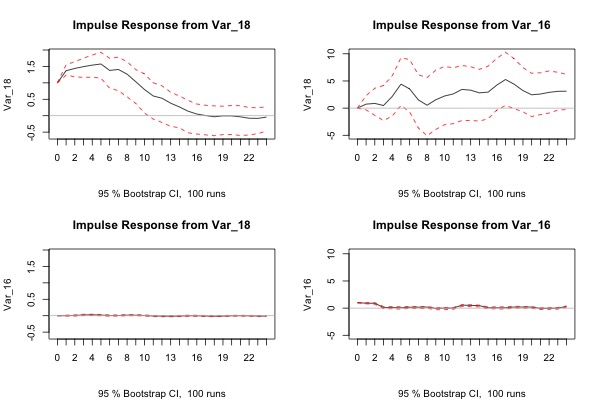 Impulse Response from Var_18
Var_18
-0.5 0.5 1.5
0 2 4 6 8 10 13 16 19 22
95 % Bootstrap CI,  100 runs
Impulse Response from Var_16
Var_18
-5 0 5 10
0 2 4 6 8 10 13 16 19 22
95 % Bootstrap CI,  100 runs
Impulse Response from Var_18
Var_16
-0.5 0.5 1.5
0 2 4 6 8 10 13 16 19 22
95 % Bootstrap CI,  100 runs
Impulse Response from Var_16
Var_16
-5 0 5 10
0 2 4 6 8 10 13 16 19 22
95 % Bootstrap CI,  100 runs